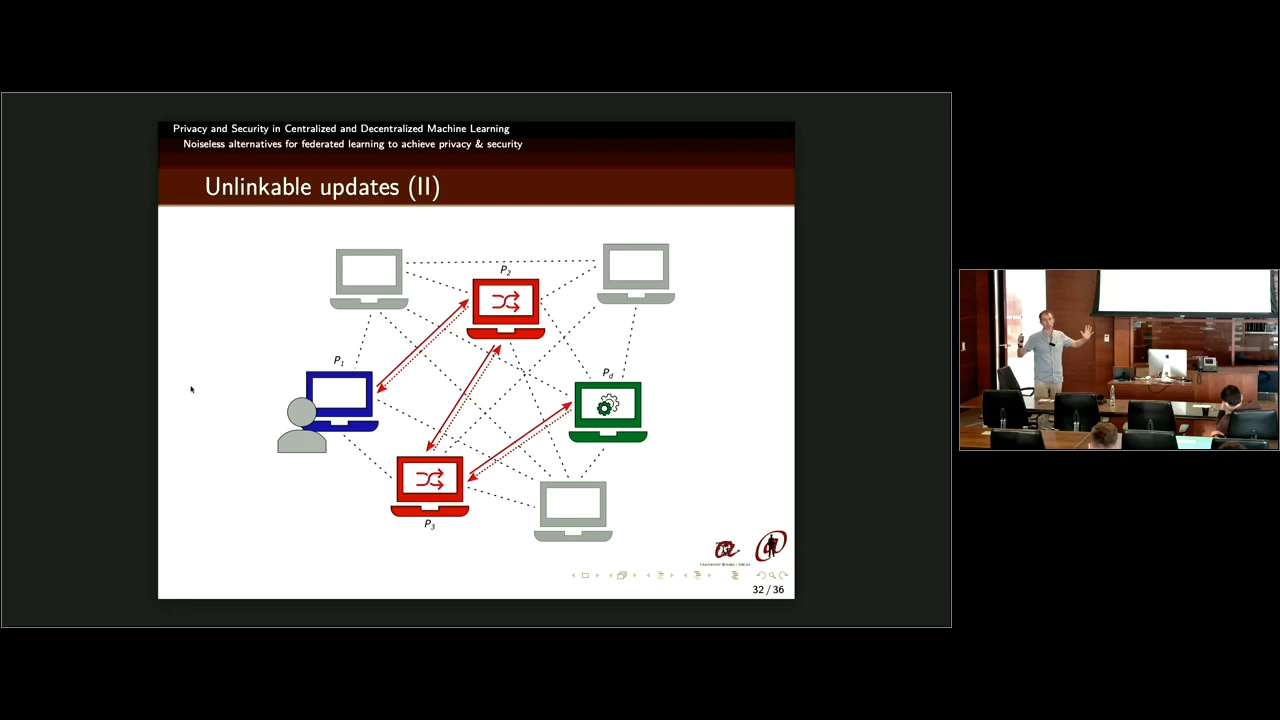 Privacy and Security in Centralized and Decentralized Machine Learning
Noiseless alternatives for federated learning to achieve privacy & security
Unlinkable updates (II)
P2
P1
Pd
P3
32 / 36